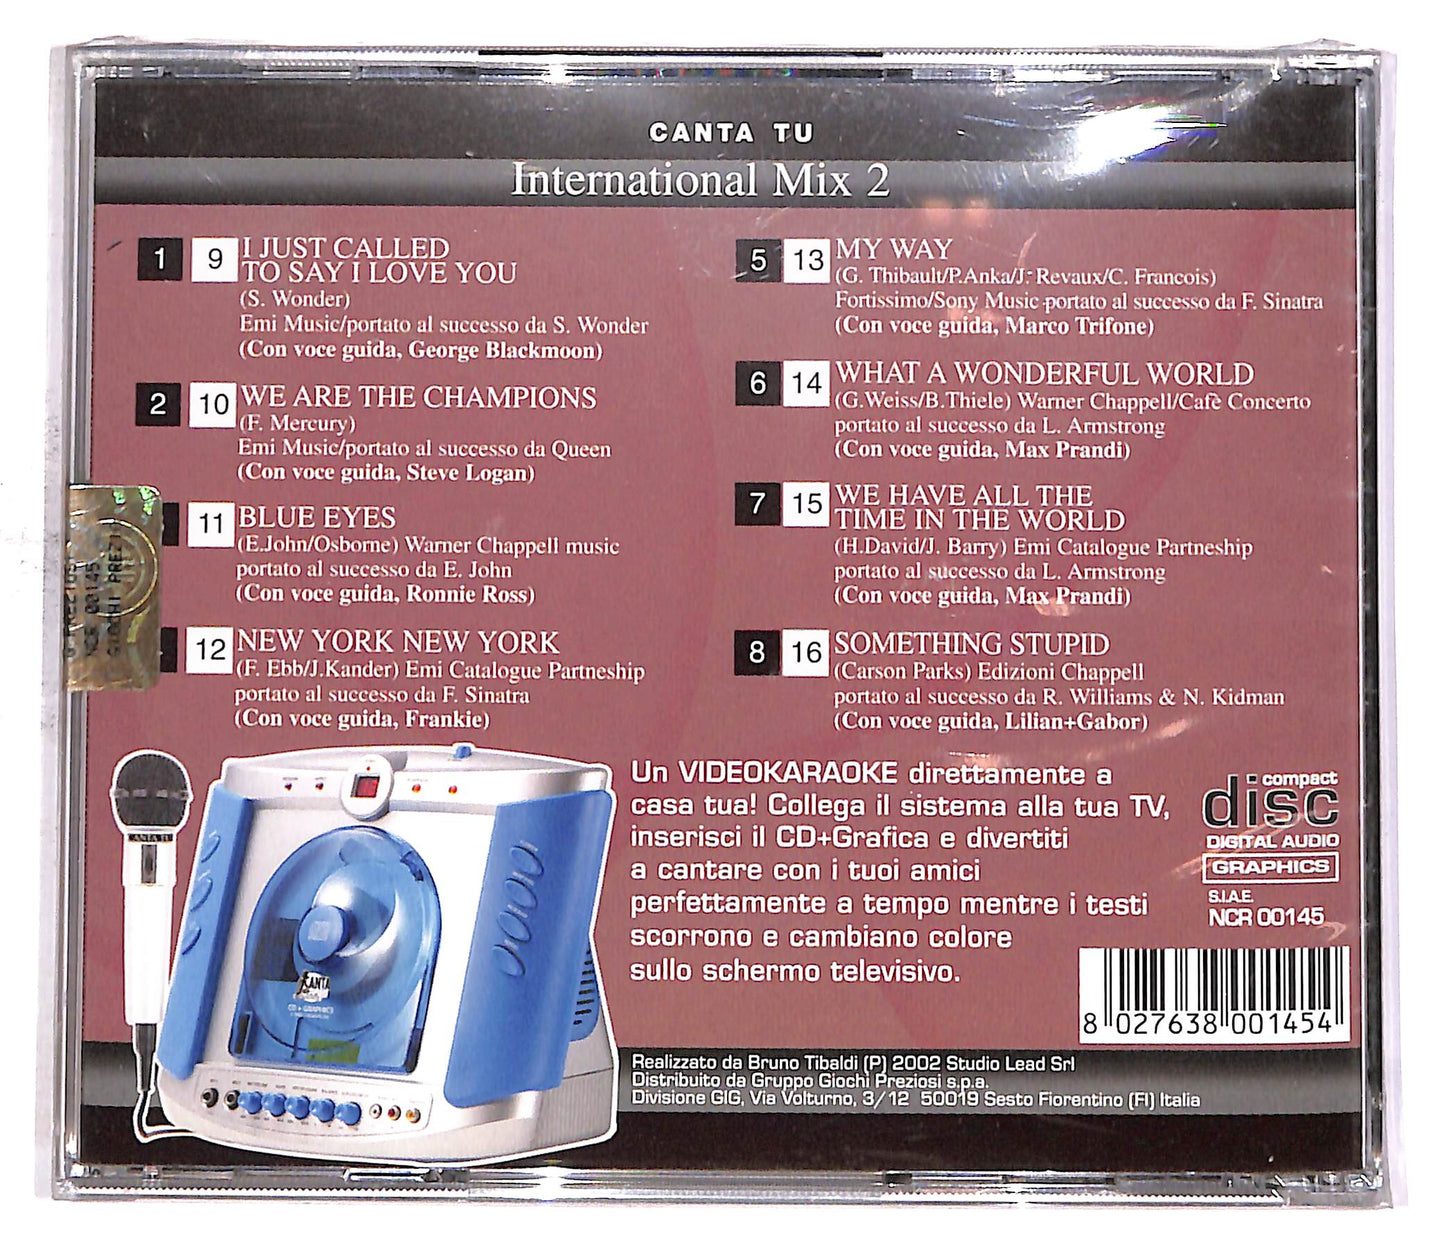 CANTA TU
International Mix 2
1 9 I JUST CALLED
TO SAY I LOVE YOU
(S. Wonder)
Emi Music/portato al successo da S. Wonder
(Con voce guida, George Blackmoon)
2 10 WE ARE THE CHAMPIONS
(F. Mercury)
Emi Music/portato al successo da Queen
(Con voce guida, Steve Logan)
11 BLUE EYES
(E.John/Osborne) Warner Chappell music
portato al successo da E. John
(Con voce guida, Ronnie Ross)
12 NEW YORK NEW YORK
(F. Ebb/J.Kander) Emi Catalogue Partneship
portato al successo da F. Sinatra
(Con voce guida, Frankie)
5 13 MY WAY
(G. Thibault/P.Anka/J. Revaux/C. Francois)
Fortissimo/Sony Music portato al successo da F. Sinatra
(Con voce guida, Marco Trifone)
6 14 WHAT A WONDERFUL WORLD
(G.Weiss/B.Thiele) Warner Chappell/Cafè Concerto
portato al successo da L. Armstrong
(Con voce guida, Max Prandi)
7 15 WE HAVE ALL THE
TIME IN THE WORLD
(H.David/J. Barry) Emi Catalogue Partneship
portato al successo da L. Armstrong
(Con voce guida, Max Prandi)
8 16 SOMETHING STUPID
(Carson Parks) Edizioni Chappell
portato al successo da R. Williams & N. Kidman
(Con voce guida, Lilian+Gabor)
NCR 00145
GIOCHI PREZI
CANTA TU
CANTA
CD + GRAPHICS
Un VIDEOKARAOKE direttamente a
casa tua! Collega il sistema alla tua TV,
inserisci il CD+Grafica e divertiti
a cantare con i tuoi amici
perfettamente a tempo mentre i testi
scorrono e cambiano colore
sullo schermo televisivo.
compact
disc
DIGITAL AUDIO
GRAPHICS
S.I.A.E.
NCR 00145
8 027638 001454
Realizzato da Bruno Tibaldi (P) 2002 Studio Lead Srl
Distribuito da Gruppo Giochi Preziosi s.p.a.
Divisione GIG, Via Volturno, 3/12 50019 Sesto Fiorentino (FI) Italia